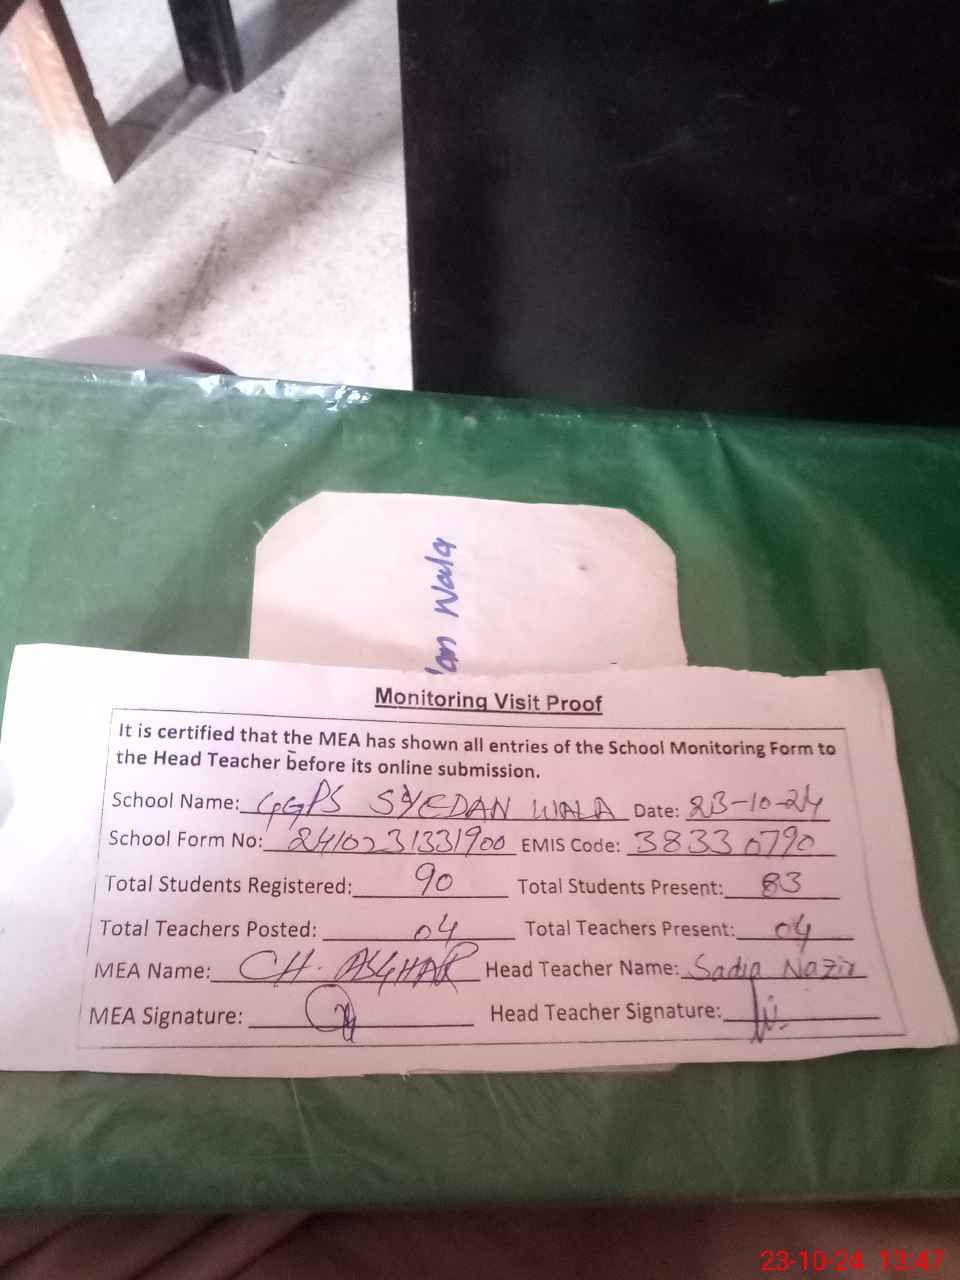 dan Wala
Monitoring Visit Proof
It is certified that the MEA has shown all entries of the School Monitoring Form to
the Head Teacher before its online submission.
School Name: GGPS SYEDAN WALA Date: 23-10-24
School Form No: 2410231331900 EMIS Code: 38330790
Total Students Registered: 90 Total Students Present: 83
Total Teachers Posted: 04 Total Teachers Present: 04
MEA Name: CH. ASGHAR Head Teacher Name: Sadia Nazir
MEA Signature: Head Teacher Signature:
23-10-24 13:47